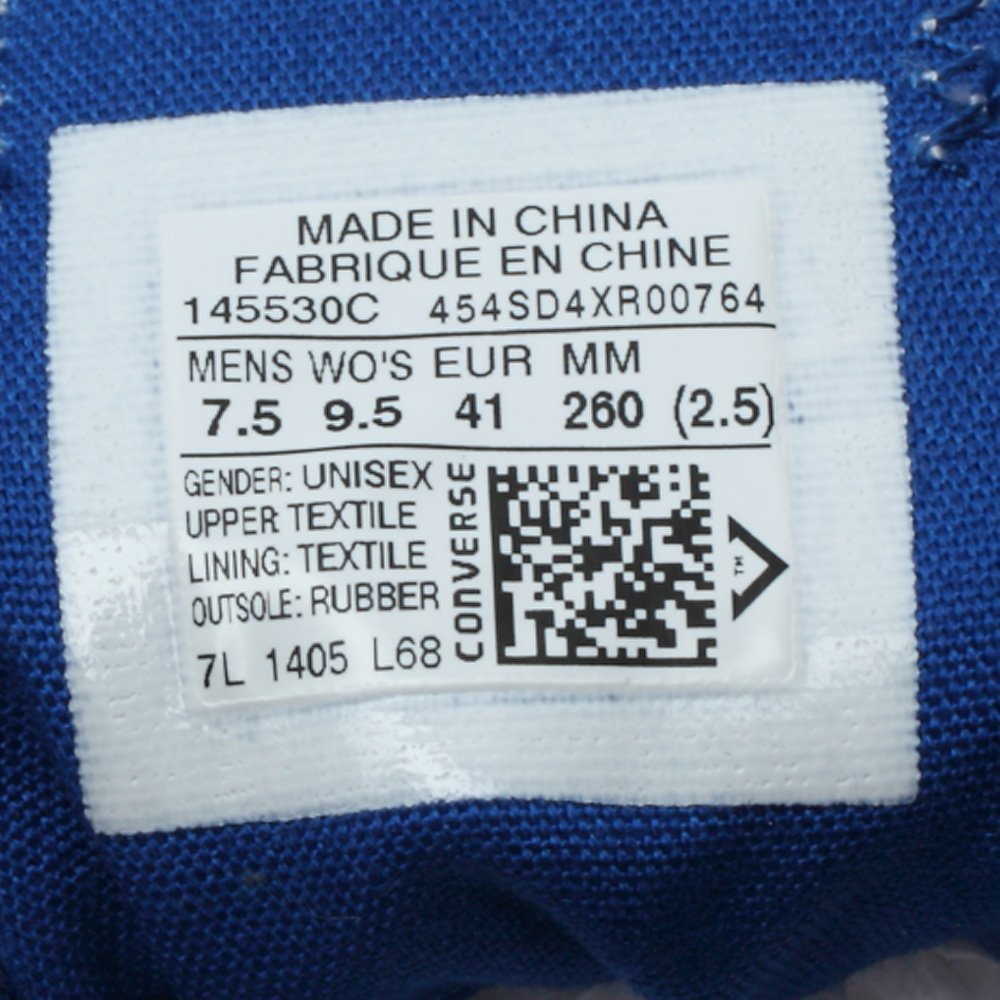 MADE IN CHINA
FABRIQUE EN CHINE
145530C 454SD4XR00764
MENS WO'S EUR MM
7.5 9.5 41 260 (2.5)
GENDER: UNISEX
UPPER: TEXTILE
LINING: TEXTILE
OUTSOLE: RUBBER
7L 1405 L68
CONVERSE
TM